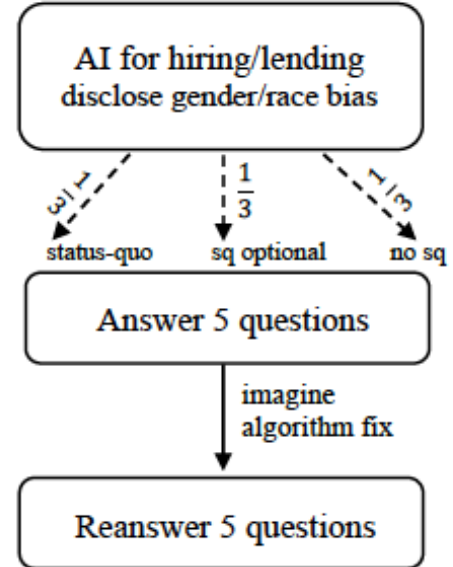 AI for hiring/lending
disclose gender/race bias
1/3
1/3
1/3
status-quo
sq optional
no sq
Answer 5 questions
imagine
algorithm fix
Reanswer 5 questions